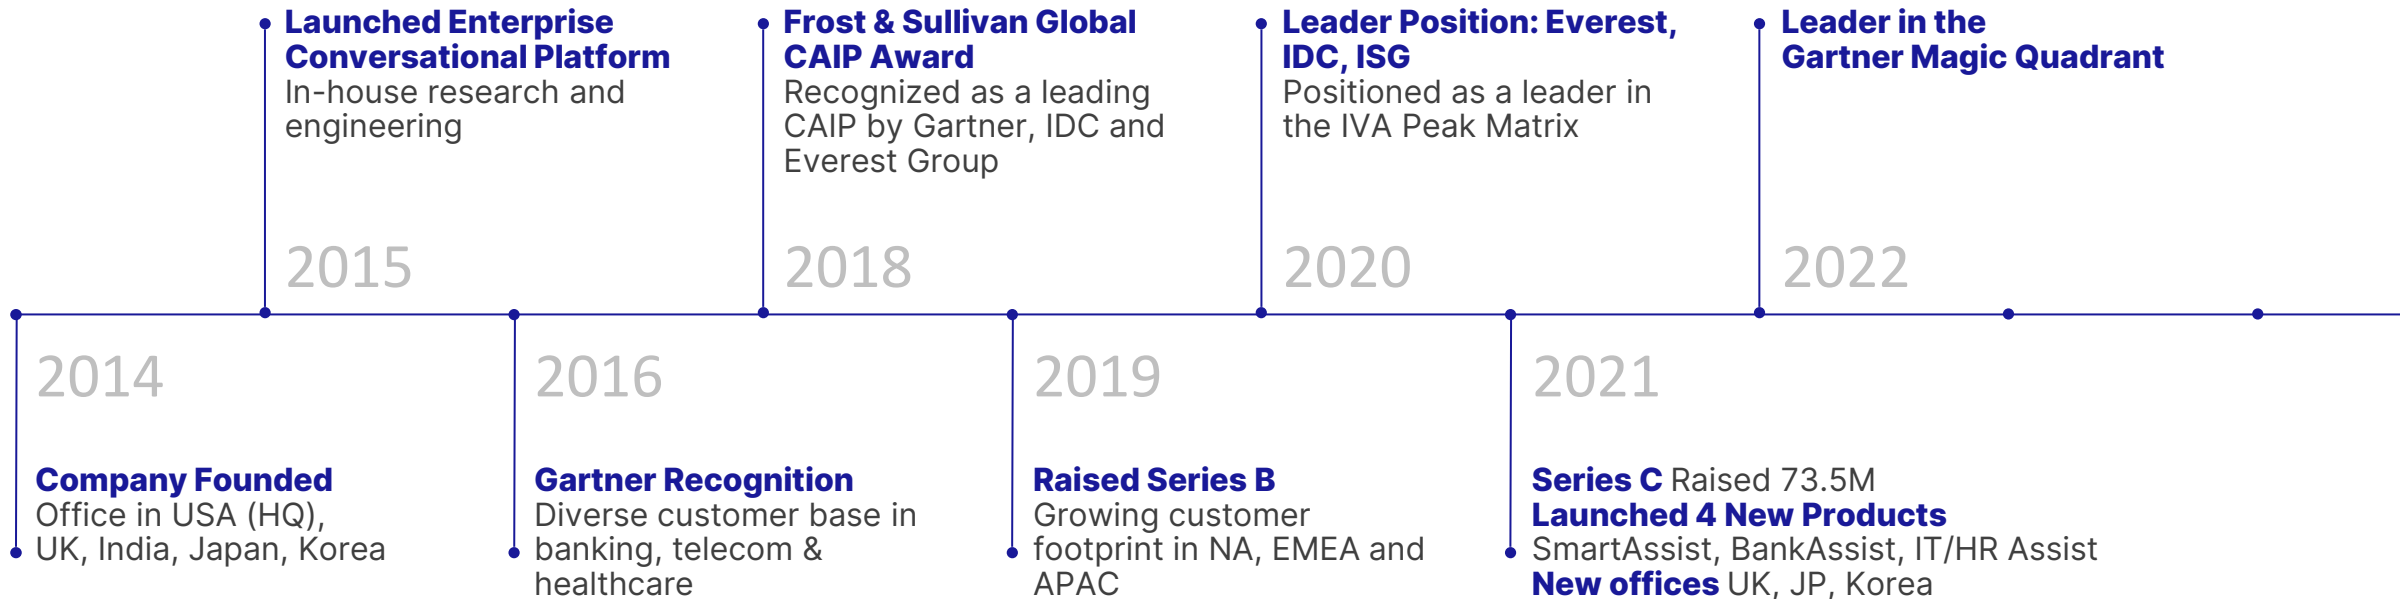 Launched Enterprise
Conversational Platform
In-house research and
engineering
2015
Frost & Sullivan Global
CAIP Award
Recognized as a leading
CAIP by Gartner, IDC and
Everest Group
2018
Leader Position: Everest,
IDC, ISG
Positioned as a leader in
the IVA Peak Matrix
2020
Leader in the
Gartner Magic Quadrant
2022
2014
Company Founded
Office in USA (HQ),
UK, India, Japan, Korea
2016
Gartner Recognition
Diverse customer base in
banking, telecom &
healthcare
2019
Raised Series B
Growing customer
footprint in NA, EMEA and
APAC
2021
Series C Raised 73.5M
Launched 4 New Products
SmartAssist, BankAssist, IT/HR Assist
New offices UK, JP, Korea